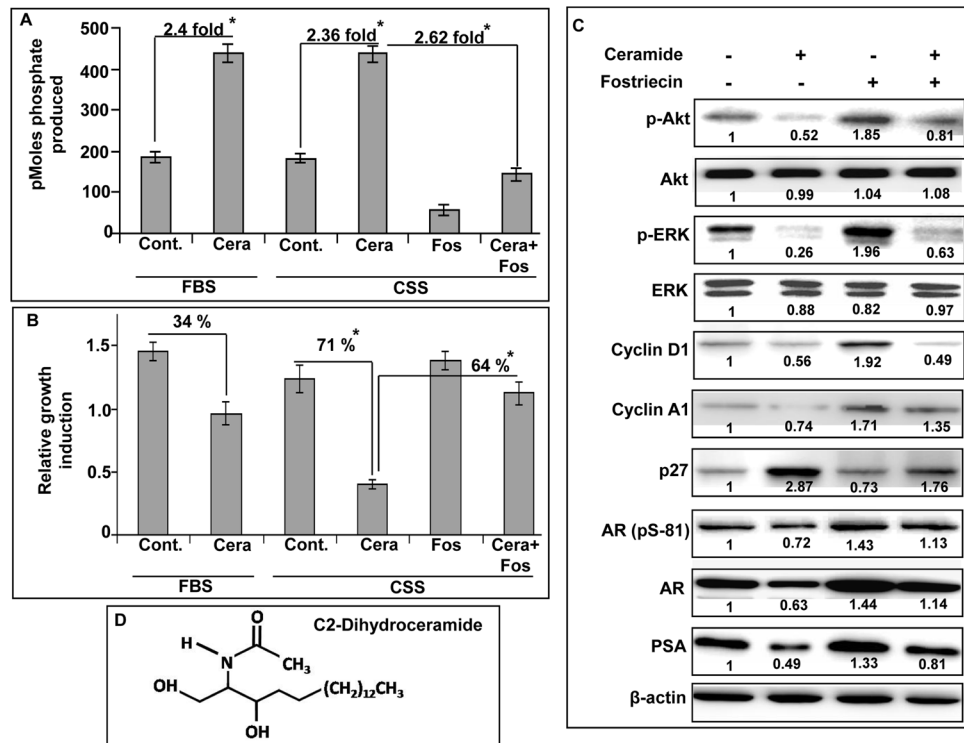 A
pMoles phosphate
produced
500
400
300
200
100
0
2.4 fold *
2.36 fold *
2.62 fold *
Cont. Cera Cont. Cera Fos Cera+
Fos
FBS CSS
B
Relative growth
induction
1.5
1.0
0.5
0
34 %
71 % *
64 % *
Cont. Cera Cont. Cera Fos Cera+
Fos
FBS CSS
D C2-Dihydroceramide
O
H
N CH3
OH (CH2)12CH3
OH
C
Ceramide - + - +
Fostriecin - - + +
p-Akt 1 0.52 1.85 0.81
Akt 1 0.99 1.04 1.08
p-ERK 1 0.26 1.96 0.63
ERK 1 0.88 0.82 0.97
Cyclin D1 1 0.56 1.92 0.49
Cyclin A1 1 0.74 1.71 1.35
p27 1 2.87 0.73 1.76
AR (pS-81) 1 0.72 1.43 1.13
AR 1 0.63 1.44 1.14
PSA 1 0.49 1.33 0.81
β-actin